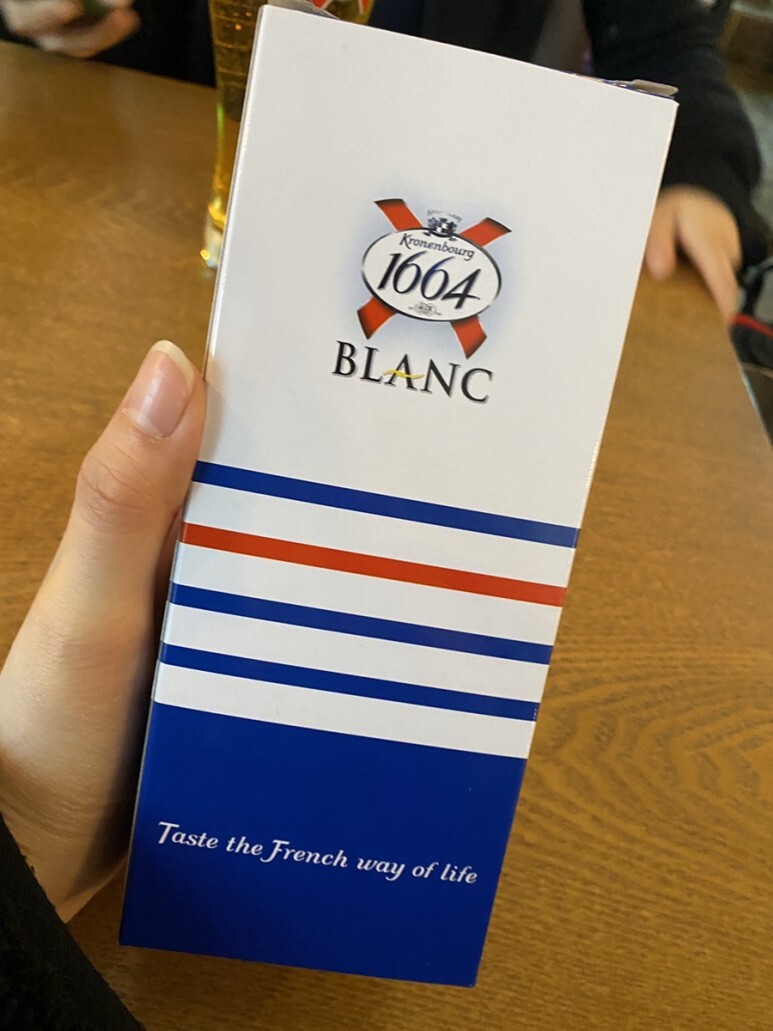 Kronenbourg
1664
BLANC
Taste the French way of life